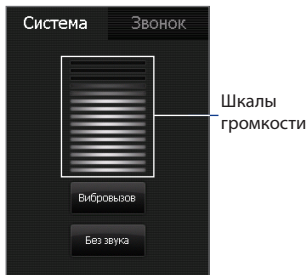 Система Звонок
Шкалы
громкости
Вибровызов
Без звука